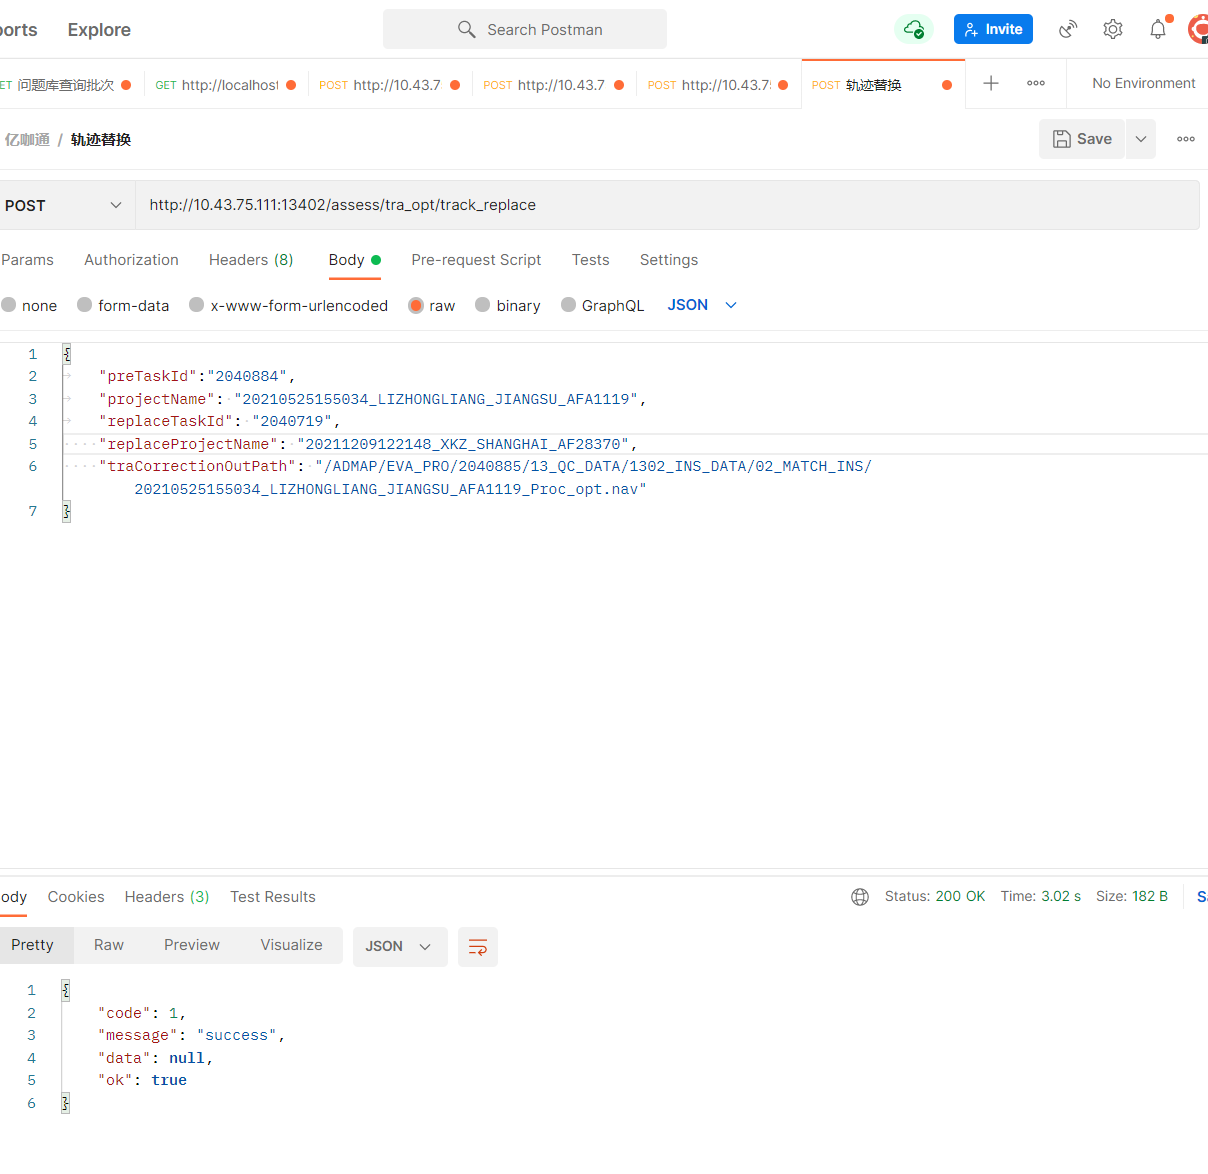 orts Explore Search Postman Invite
ET 问题库查询批次 GET http://localhost POST http://10.43.7 POST http://10.43.7 POST http://10.43.75 POST 轨迹替换 No Environment
亿咖通 / 轨迹替换 Save
POST http://10.43.75.111:13402/assess/tra_opt/track_replace
Params Authorization Headers (8) Body Pre-request Script Tests Settings
none form-data x-www-form-urlencoded raw binary GraphQL JSON
1 {
2 "preTaskId":"2040884",
3 "projectName": "20210525155034_LIZHONGLIANG_JIANGSU_AFA1119",
4 "replaceTaskId": "2040719",
5 "replaceProjectName": "20211209122148_XKZ_SHANGHAI_AF28370",
6 "traCorrectionOutPath": "/ADMAP/EVA_PRO/2040885/13_QC_DATA/1302_INS_DATA/02_MATCH_INS/
20210525155034_LIZHONGLIANG_JIANGSU_AFA1119_Proc_opt.nav"
7 }
ody Cookies Headers (3) Test Results Status: 200 OK Time: 3.02 s Size: 182 B Sa
Pretty Raw Preview Visualize JSON
1 {
2 "code": 1,
3 "message": "success",
4 "data": null,
5 "ok": true
6 }